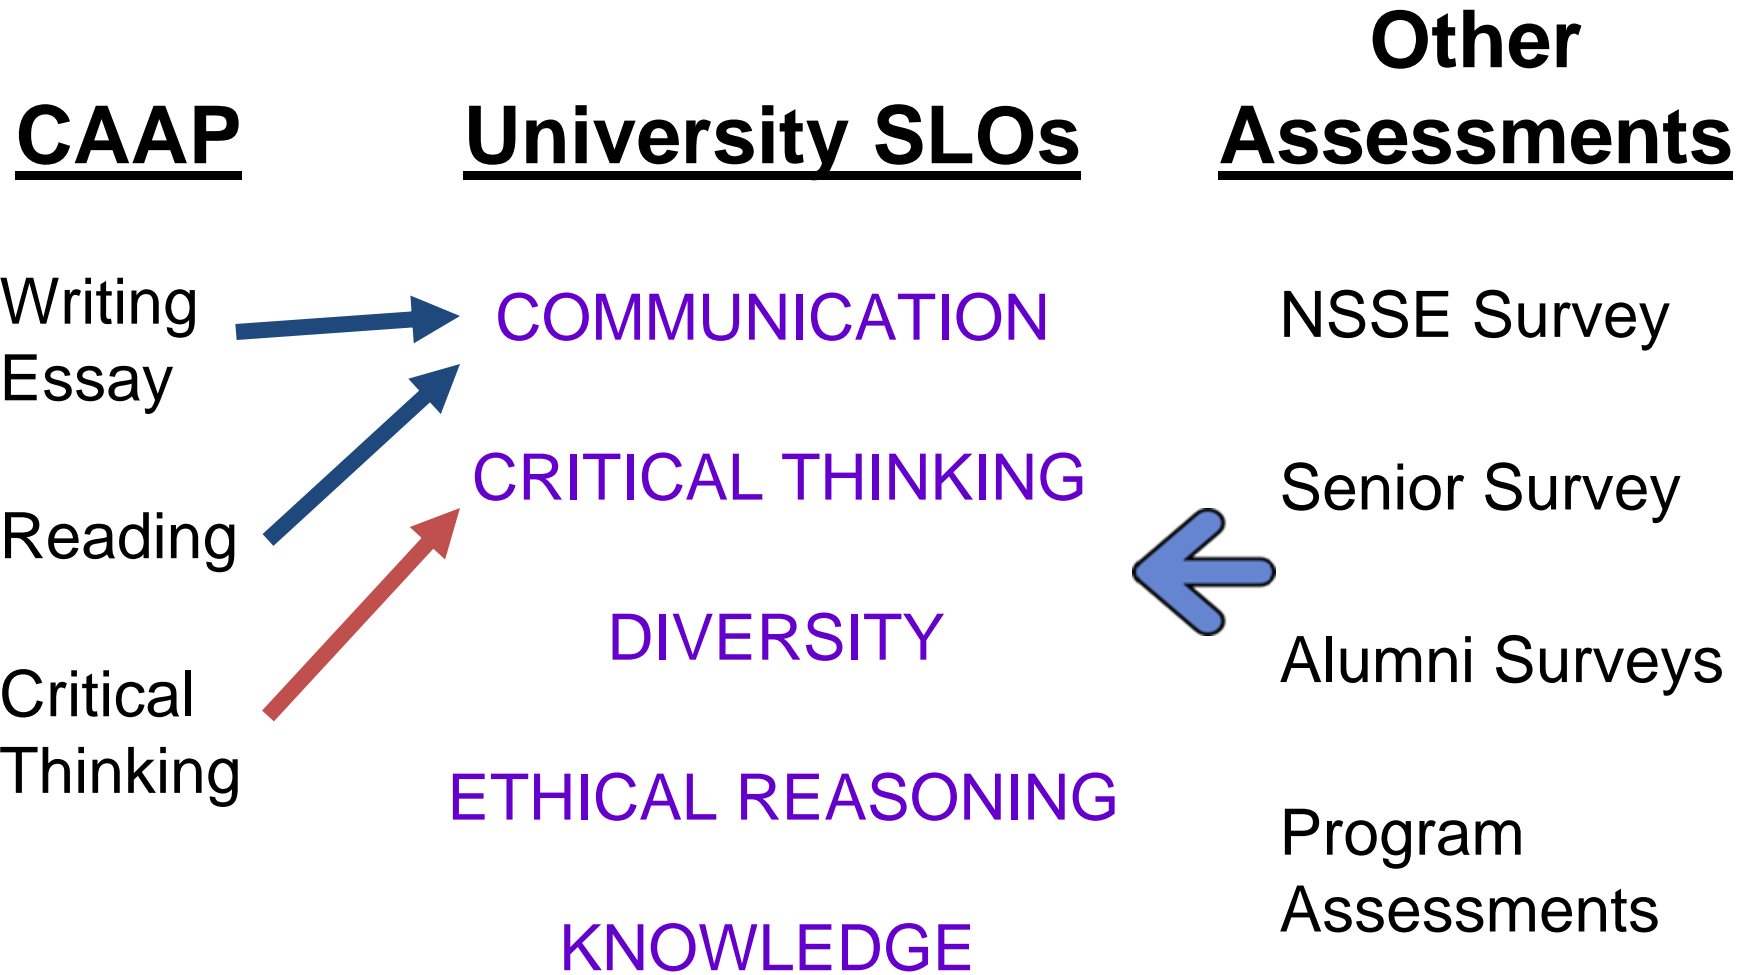 CAAP
Writing
Essay
Reading
Critical
Thinking
University SLOs
COMMUNICATION
CRITICAL THINKING
DIVERSITY
ETHICAL REASONING
KNOWLEDGE
Other
Assessments
NSSE Survey
Senior Survey
Alumni Surveys
Program
Assessments